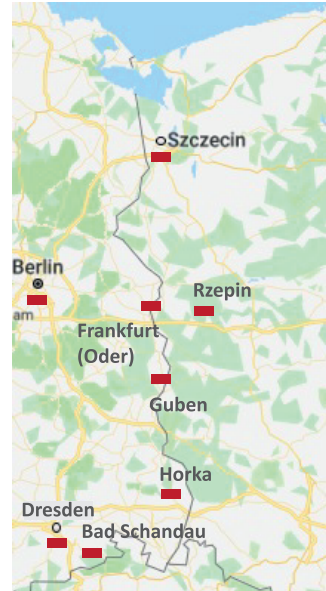 Szczecin
Berlin
am
Rzepin
Frankfurt
(Oder)
Guben
Horka
Dresden
Bad Schandau